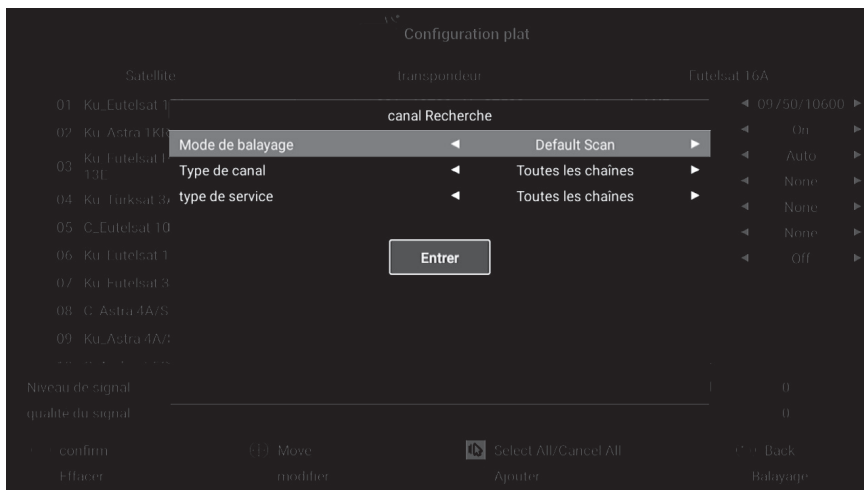 Configuration plat
Satellite transpondeur Eutelsat 16A
01 Ku_Eutelsat 1 09750/10600
canal Recherche
02 Ku_Astra 1KR On
Mode de balayage Default Scan
03 Ku_Eutelsat 13E Auto
Type de canal Toutes les chaînes
None
04 Ku_Turksat 3A None
type de service Toutes les chaînes
05 C_Eutelsat 10 None
06 Ku_Eutelsat 1 Off
Entrer
07 Ku_Eutelsat 3
08 C_Astra 4A/S
09 Ku_Astra 4A/S
Niveau de signal 0
qualité du signal 0
confirm Move Select All/Cancel All Back
Effacer modifier Ajouter Balayage